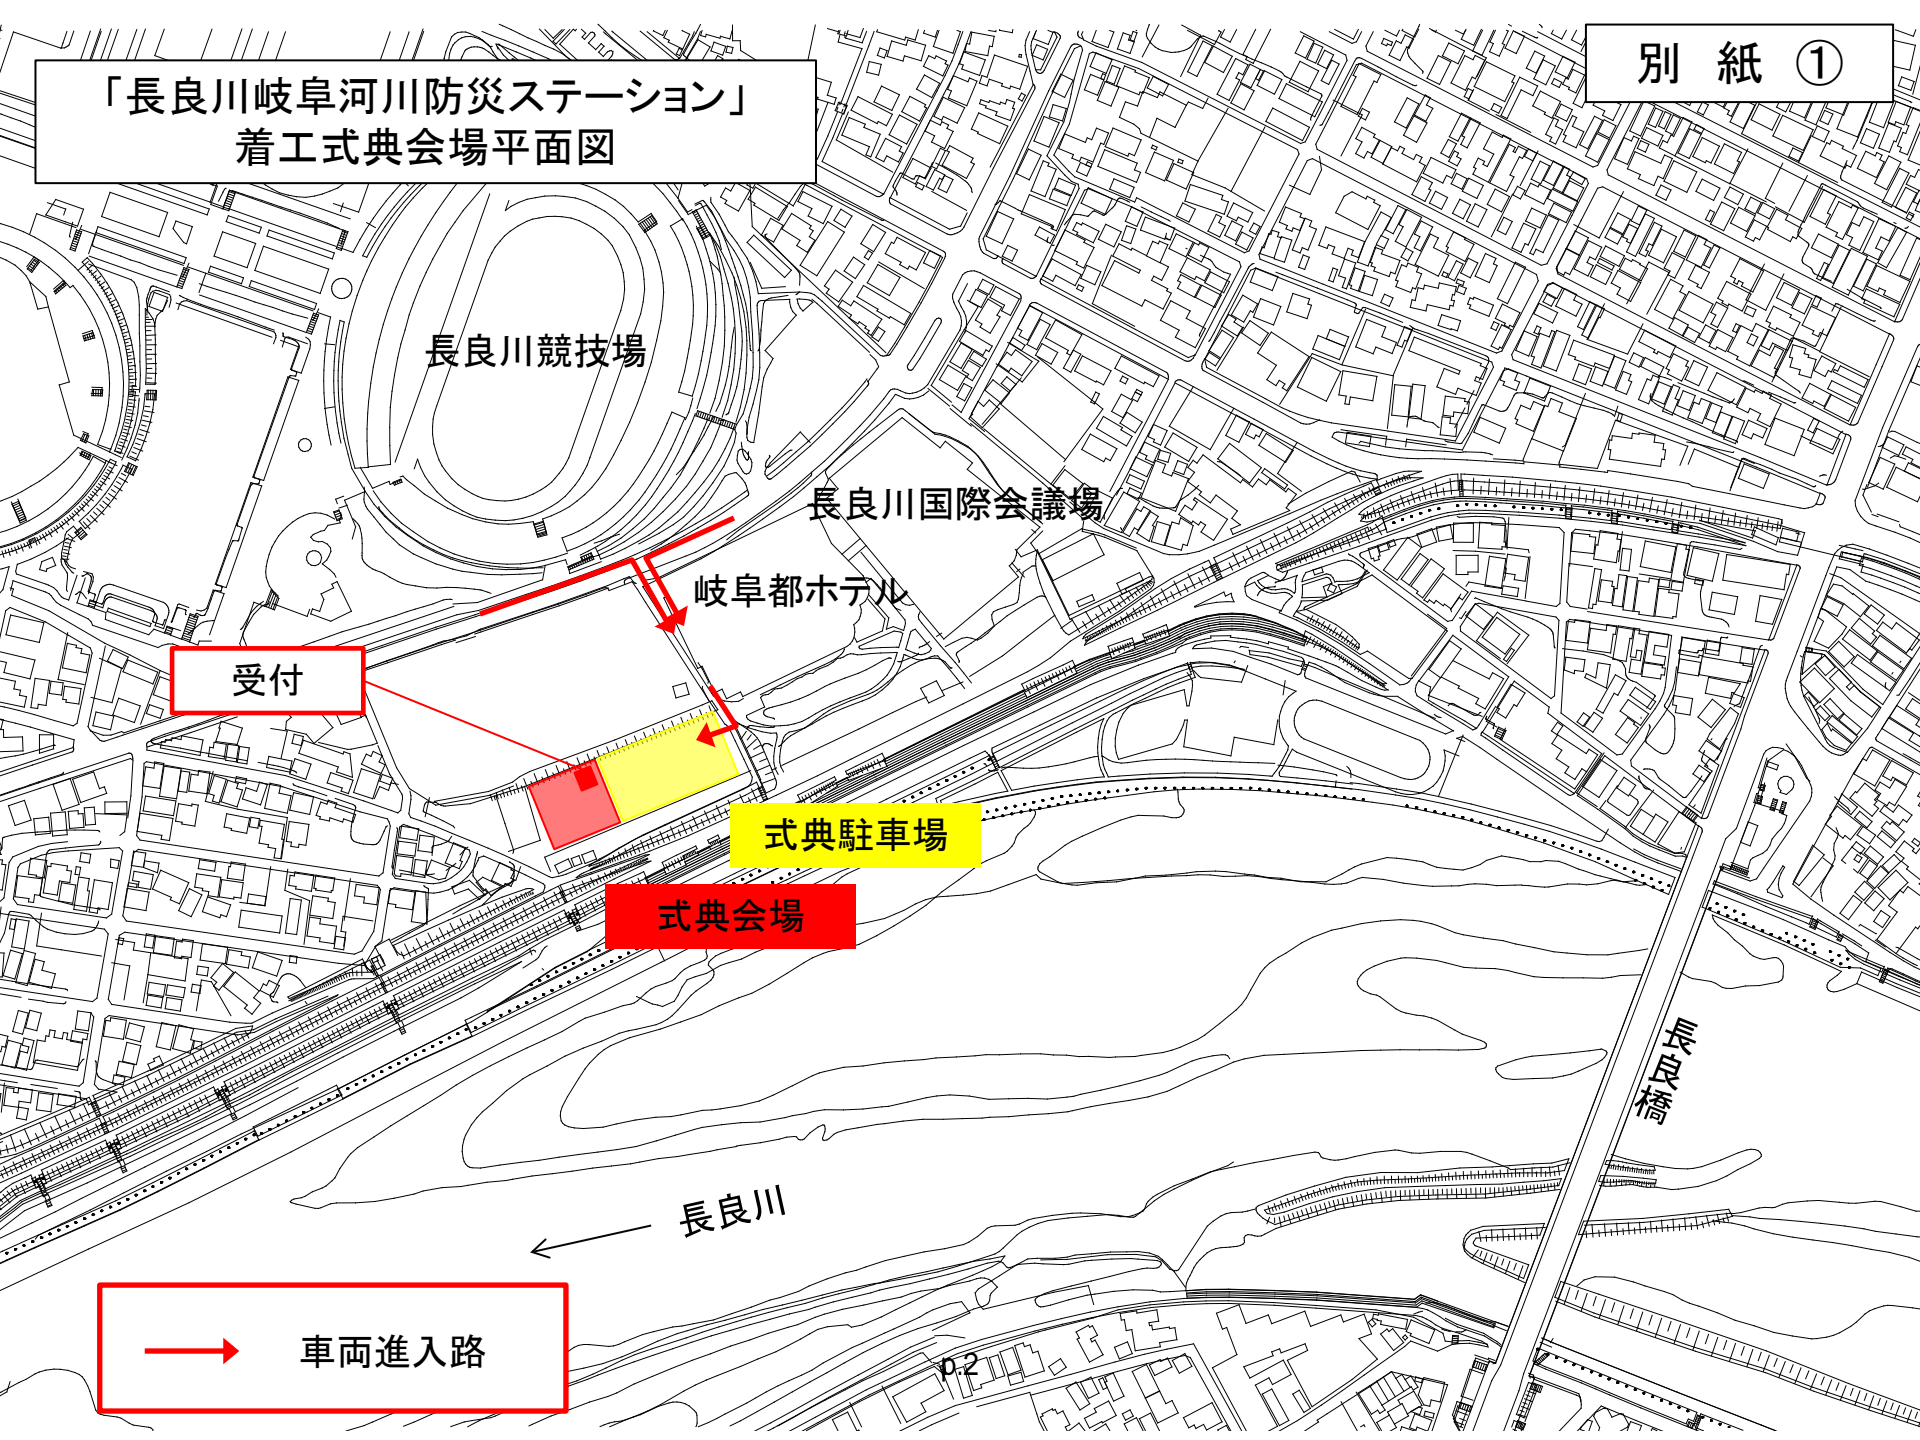 別　紙　①
「長良川岐阜河川防災ステーション」
着工式典会場平面図
長良川競技場
長良川国際会議場
岐阜都ホテル
受付
式典駐車場
式典会場
長良橋
長良川
車両進入路
p.2